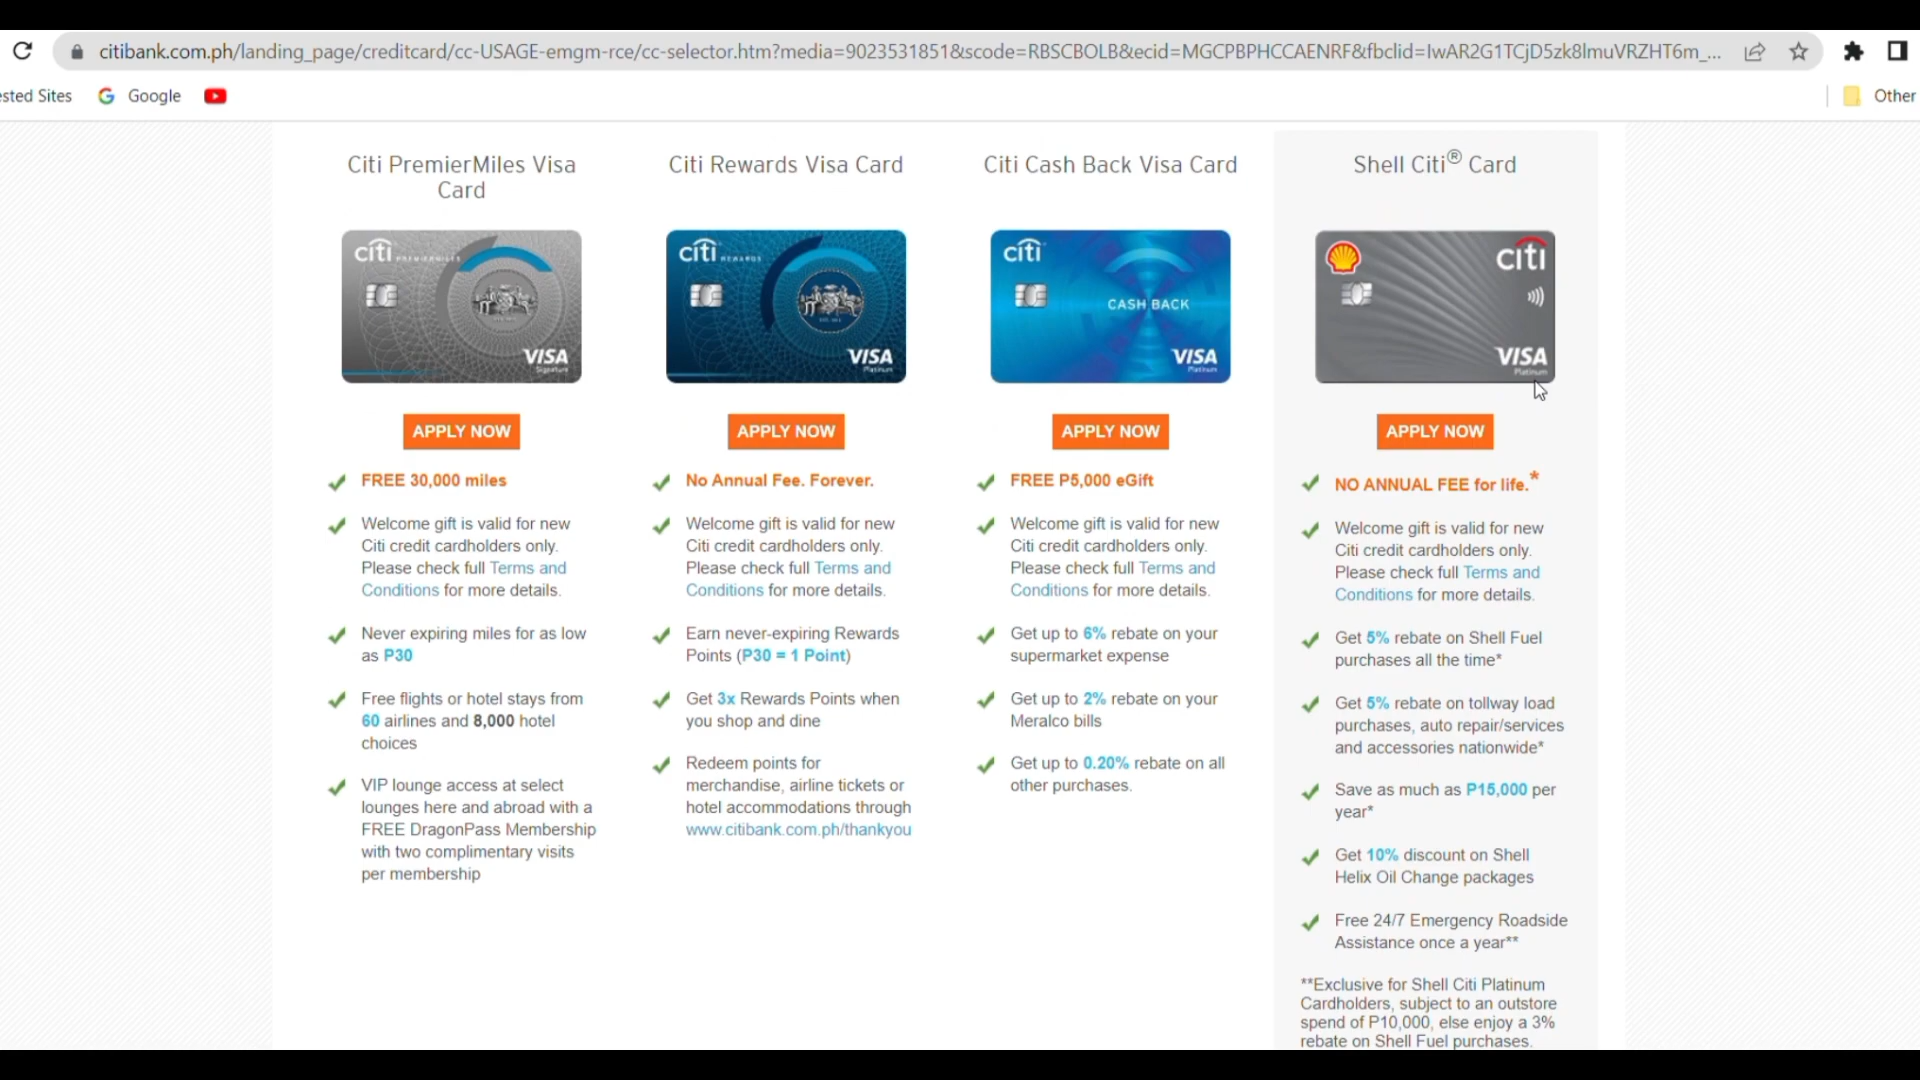 citibank.com.ph/landing_page/creditcard/cc-USAGE-emgm-rce/cc-selector.htm?media=9023531851&scode=RBSCBOLB&ecid=MGCPBPHCCAENRF&fbclid=IwAR2G1TCjD5zk8lmuVRZHT6m_...
ested Sites
Google
Other
Citi PremierMiles Visa
Card
citi PREMIERMILES
VISA
Signature
APPLY NOW
FREE 30,000 miles
Welcome gift is valid for new
Citi credit cardholders only.
Please check full Terms and
Conditions for more details.
Never expiring miles for as low
as P30
Free flights or hotel stays from
60 airlines and 8,000 hotel
choices
VIP lounge access at select
lounges here and abroad with a
FREE DragonPass Membership
with two complimentary visits
per membership
Citi Rewards Visa Card
citi REWARDS
VISA
Platinum
APPLY NOW
No Annual Fee. Forever.
Welcome gift is valid for new
Citi credit cardholders only.
Please check full Terms and
Conditions for more details.
Earn never-expiring Rewards
Points (P30 = 1 Point)
Get 3x Rewards Points when
you shop and dine
Redeem points for
merchandise, airline tickets or
hotel accommodations through
www.citibank.com.ph/thankyou
Citi Cash Back Visa Card
citi
CASH BACK
VISA
Platinum
APPLY NOW
FREE P5,000 eGift
Welcome gift is valid for new
Citi credit cardholders only.
Please check full Terms and
Conditions for more details.
Get up to 6% rebate on your
supermarket expense
Get up to 2% rebate on your
Meralco bills
Get up to 0.20% rebate on all
other purchases.
Shell Citi® Card
citi
VISA
Platinum
APPLY NOW
NO ANNUAL FEE for life.*
Welcome gift is valid for new
Citi credit cardholders only.
Please check full Terms and
Conditions for more details.
Get 5% rebate on Shell Fuel
purchases all the time*
Get 5% rebate on tollway load
purchases, auto repair/services
and accessories nationwide*
Save as much as P15,000 per
year*
Get 10% discount on Shell
Helix Oil Change packages
Free 24/7 Emergency Roadside
Assistance once a year**
**Exclusive for Shell Citi Platinum
Cardholders, subject to an outstore
spend of P10,000, else enjoy a 3%
rebate on Shell Fuel purchases.